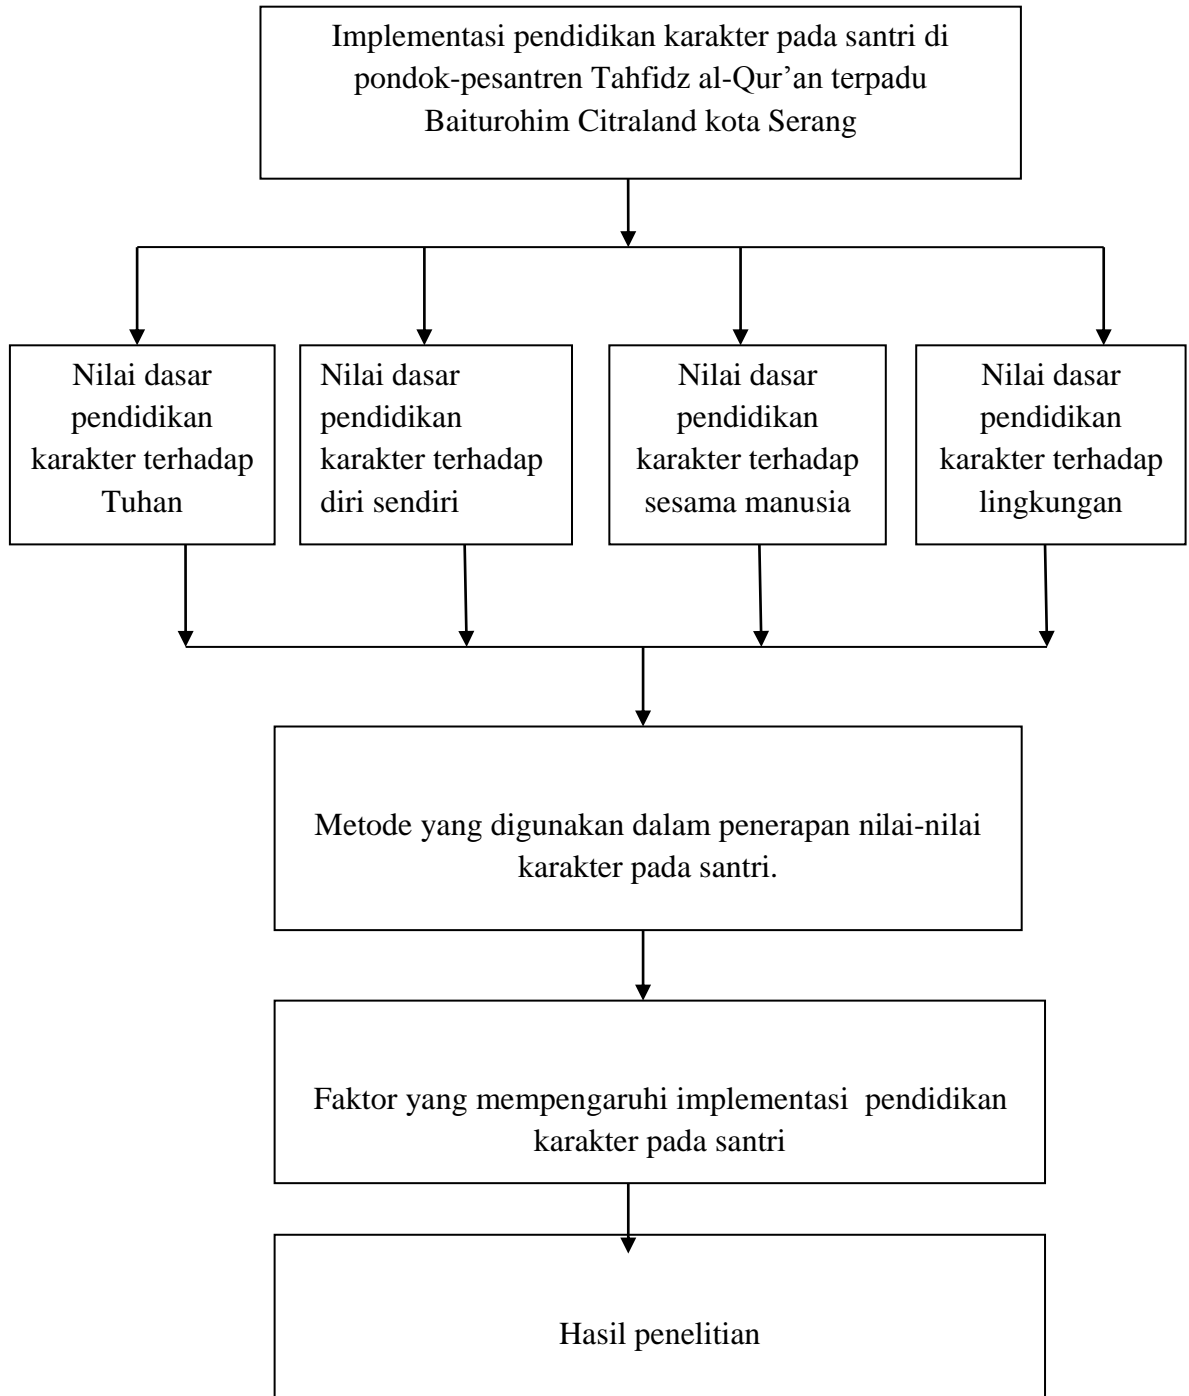 Implementasi pendidikan karakter pada santri di
pondok-pesantren Tahfidz al-Qur’an terpadu
Baiturohim Citraland kota Serang
Nilai dasar
pendidikan
karakter terhadap
Tuhan
Nilai dasar
pendidikan
karakter terhadap
diri sendiri
Nilai dasar
pendidikan
karakter terhadap
sesama manusia
Nilai dasar
pendidikan
karakter terhadap
lingkungan
Metode yang digunakan dalam penerapan nilai-nilai
karakter pada santri.
Faktor yang mempengaruhi implementasi  pendidikan
karakter pada santri
Hasil penelitian